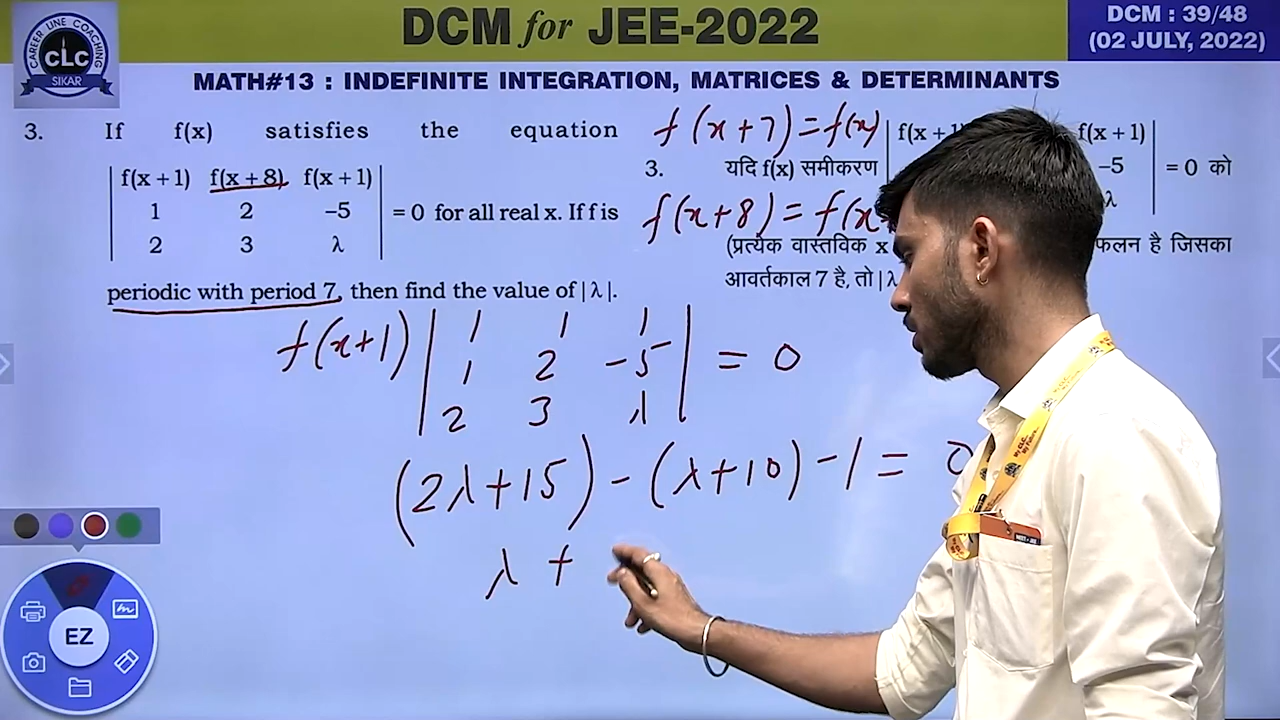 DCM for JEE-2022
DCM : 39/48
(02 JULY, 2022)
CAREER LINE COACHING
CLC
SIKAR
MATH#13 : INDEFINITE INTEGRATION, MATRICES & DETERMINANTS
3. If f(x) satisfies the equation
| f(x + 1) f(x + 8) f(x + 1) |
| 1 2 –5 | = 0 for all real x. If f is
| 2 3 λ |
periodic with period 7, then find the value of |λ|.
f(x+7)=f(x)
f(x+1)
3. यदि f(x) समीकरण –5 = 0 को
λ
f(x+8)=f(x
(प्रत्येक वास्तविक x फलन है जिसका
आवर्तकाल 7 है, तो |λ
f(x+1) | 1 1 1 |
| 1 2 -5 | = 0
| 2 3 λ |
(2λ+15)-(λ+10)-1=0
λ +
EZ